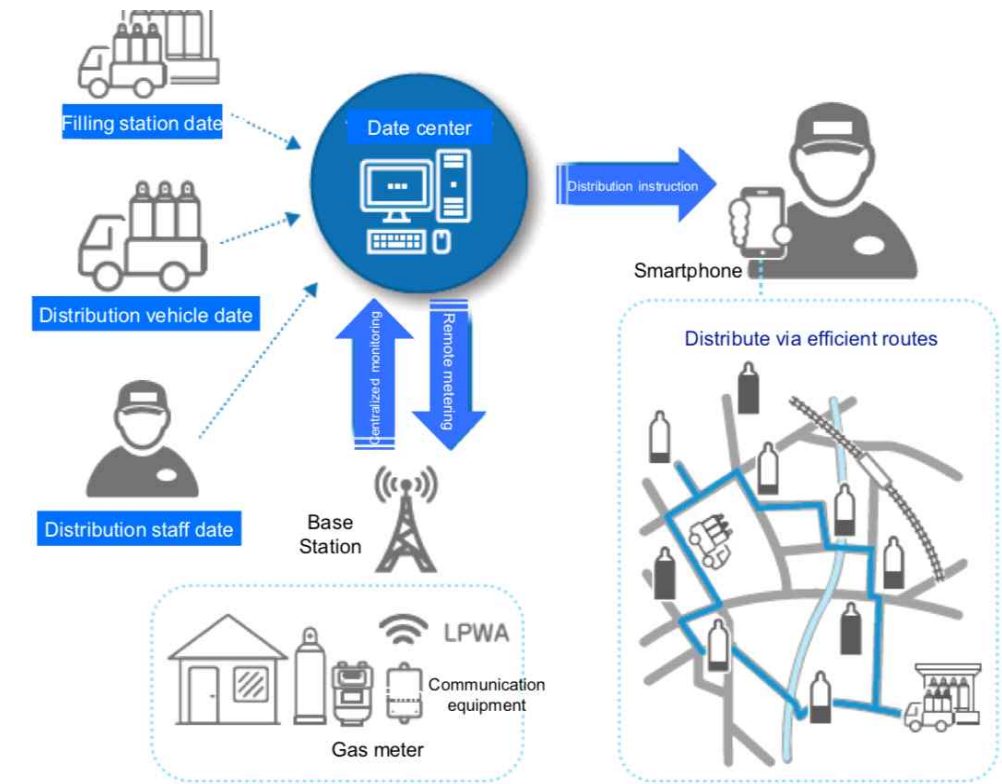 Filling station date
Date center
Distribution instruction
Smartphone
Distribution vehicle date
Centralized monitoring
Remote metering
Distribute via efficient routes
Distribution staff date
Base
Station
LPWA
Communication
equipment
Gas meter